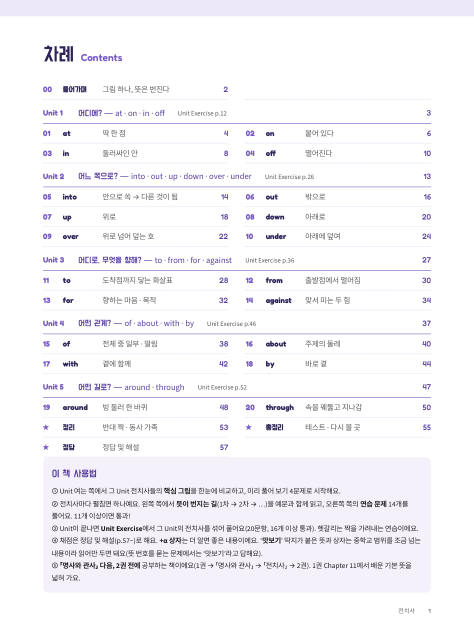 차례 Contents
00 들어가며 그림 하나, 뜻은 번진다 2
Unit 1 어디에? — at · on · in · off Unit Exercise p.12 3
01 at 딱 한 점 4 02 on 붙어 있다 6
03 in 둘러싸인 안 8 04 off 떨어진다 10
Unit 2 어느 쪽으로? — into · out · up · down · over · under Unit Exercise p.26 13
05 into 안으로 쏙 → 다른 것이 됨 14 06 out 밖으로 16
07 up 위로 18 08 down 아래로 20
09 over 위로 넘어 덮는 호 22 10 under 아래에 덮여 24
Unit 3 어디로, 무엇을 향해? — to · from · for · against Unit Exercise p.36 27
11 to 도착점까지 닿는 화살표 28 12 from 출발점에서 떨어짐 30
13 for 향하는 마음 · 목적 32 14 against 맞서 미는 두 힘 34
Unit 4 어떤 관계? — of · about · with · by Unit Exercise p.46 37
15 of 전체 중 일부 · 딸림 38 16 about 주제의 둘레 40
17 with 곁에 함께 42 18 by 바로 곁 44
Unit 5 어떤 길로? — around · through Unit Exercise p.52 47
19 around 빙 둘러 한 바퀴 48 20 through 속을 꿰뚫고 지나감 50
★ 정리 반대 짝 · 동사 가족 53 ★ 총정리 테스트 · 다시 볼 곳 55
★ 정답 정답 및 해설 57
이 책 사용법
① Unit 여는 쪽에서 그 Unit 전치사들의 핵심 그림을 한눈에 비교하고, 미리 풀어 보기 4문제로 시작해요.
② 전치사마다 펼침면 하나예요. 왼쪽 쪽에서 뜻이 번지는 길(1차 → 2차 → …)을 예문과 함께 읽고, 오른쪽 쪽의 연습 문제 14개를
풀어요. 11개 이상이면 통과!
③ Unit이 끝나면 Unit Exercise에서 그 Unit의 전치사를 섞어 풀어요(20문항, 16개 이상 통과). 헷갈리는 짝을 가려내는 연습이에요.
④ 채점은 정답 및 해설(p.57~)로 해요. +α 상자는 더 알면 좋은 내용이에요. '맛보기' 딱지가 붙은 뜻과 상자는 중학교 범위를 조금 넘는
내용이라 읽어만 두면 돼요(뜻 번호를 묻는 문제에서는 '맛보기'라고 답해요).
⑤ 「명사와 관사」 다음, 2권 전에 공부하는 책이에요(1권 → 「명사와 관사」 → 「전치사」 → 2권). 1권 Chapter 11에서 배운 기본 뜻을
넓혀 가요.
전치사 1